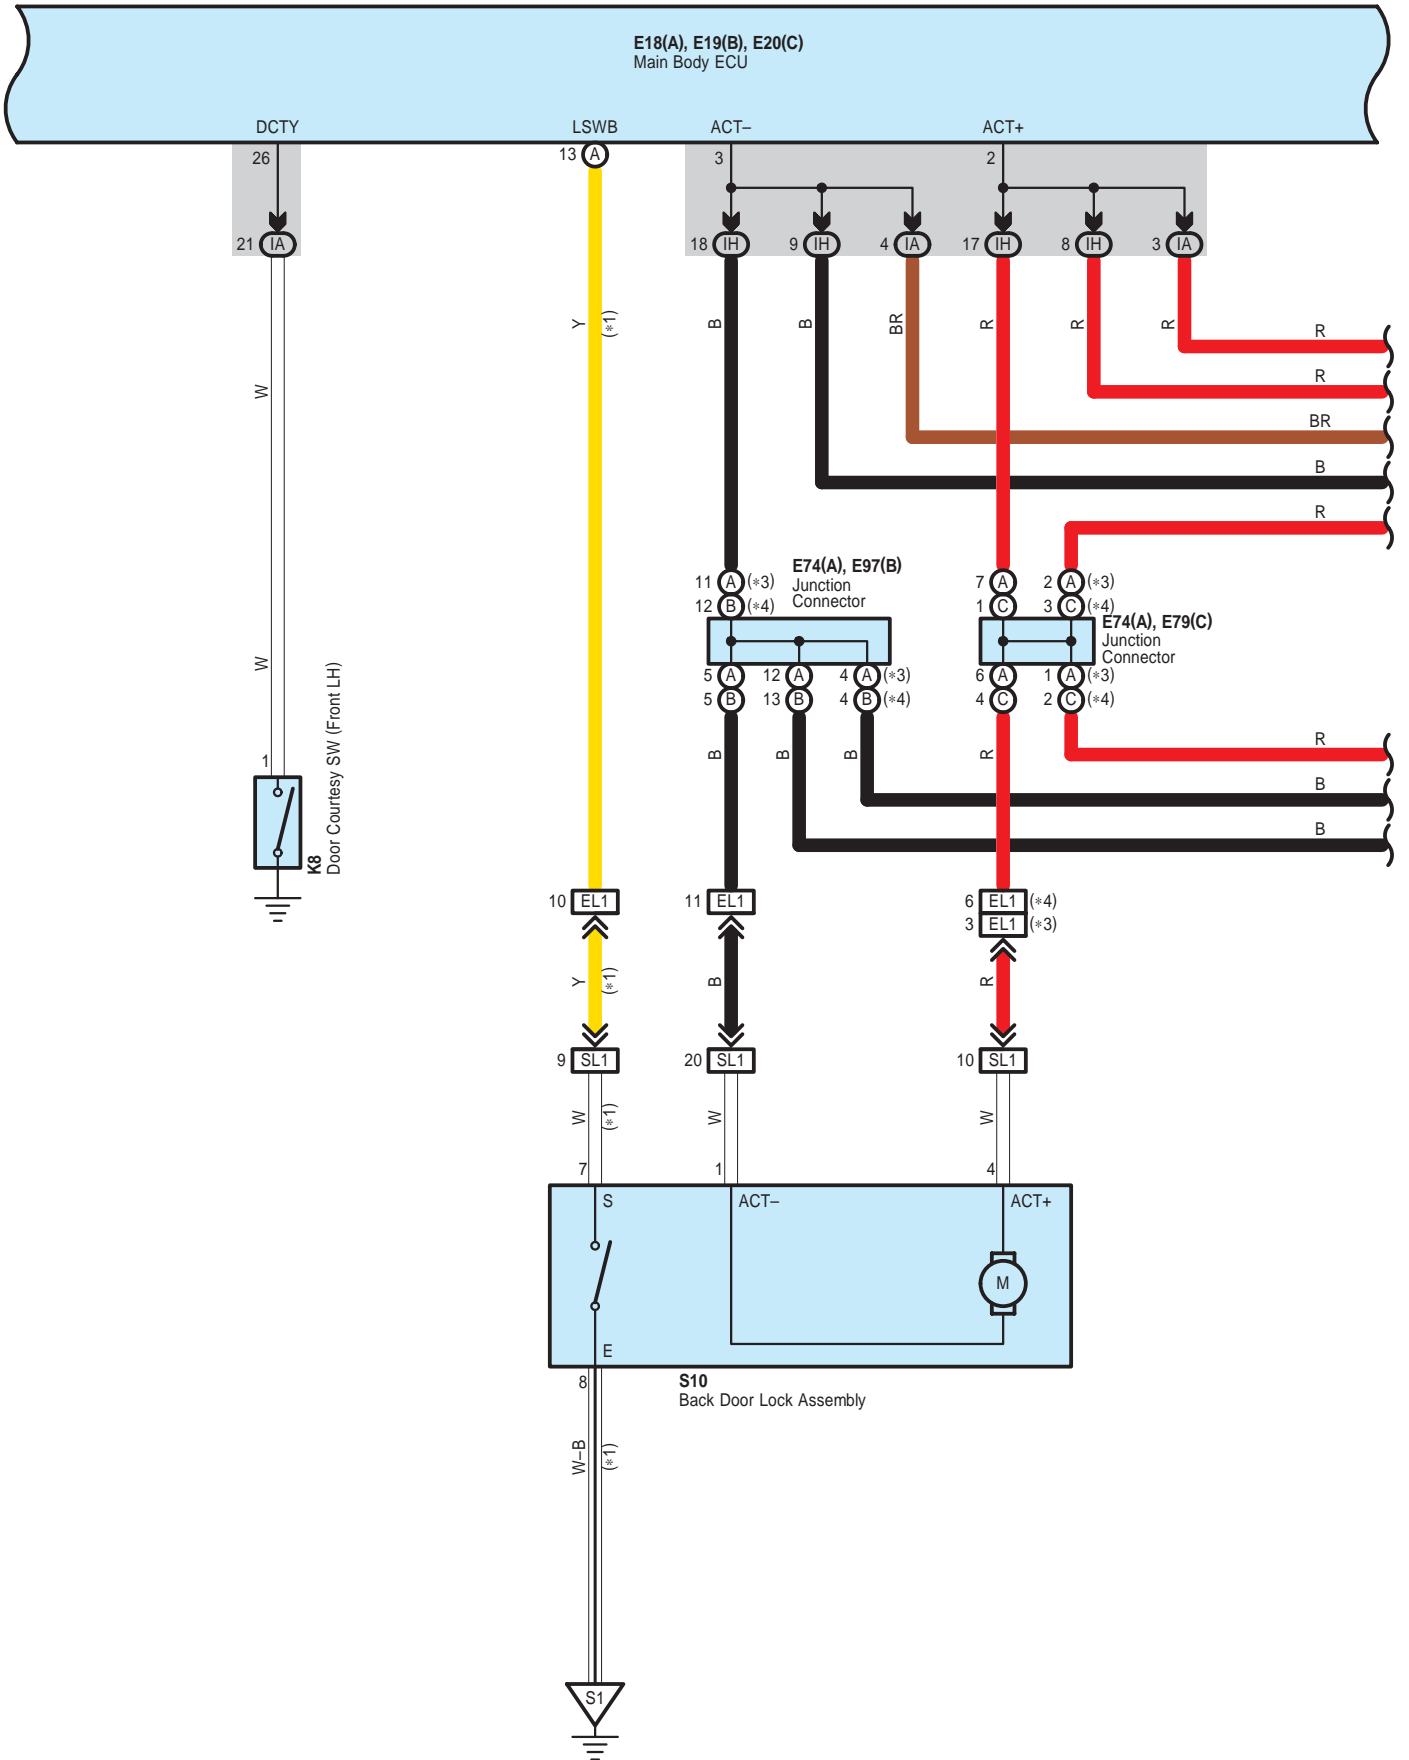 E18(A), E19(B), E20(C)
Main Body ECU
DCTY LSWB ACT– ACT+
26 13 A 3 2
21 IA 18 IH 9 IH 4 IA 17 IH 8 IH 3 IA
Y (*1) B B BR R R R
R
R
BR
B
R
W
E74(A), E97(B)
Junction
Connector
11 A (*3) 7 A 2 A (*3)
12 B (*4) 1 C 3 C (*4)
E74(A), E79(C)
Junction
Connector
5 A 12 A 4 A (*3) 6 A 1 A (*3)
5 B 13 B 4 B (*4) 4 C 2 C (*4)
W
R
B B B R
B
B
1
K8
Door Courtesy SW (Front LH)
10 EL1 11 EL1 6 EL1 (*4)
3 EL1 (*3)
Y (*1) B R
9 SL1 20 SL1 10 SL1
W (*1) W W
7 1 4
S ACT– ACT+
M
E
8
S10
Back Door Lock Assembly
W–B (*1)
S1